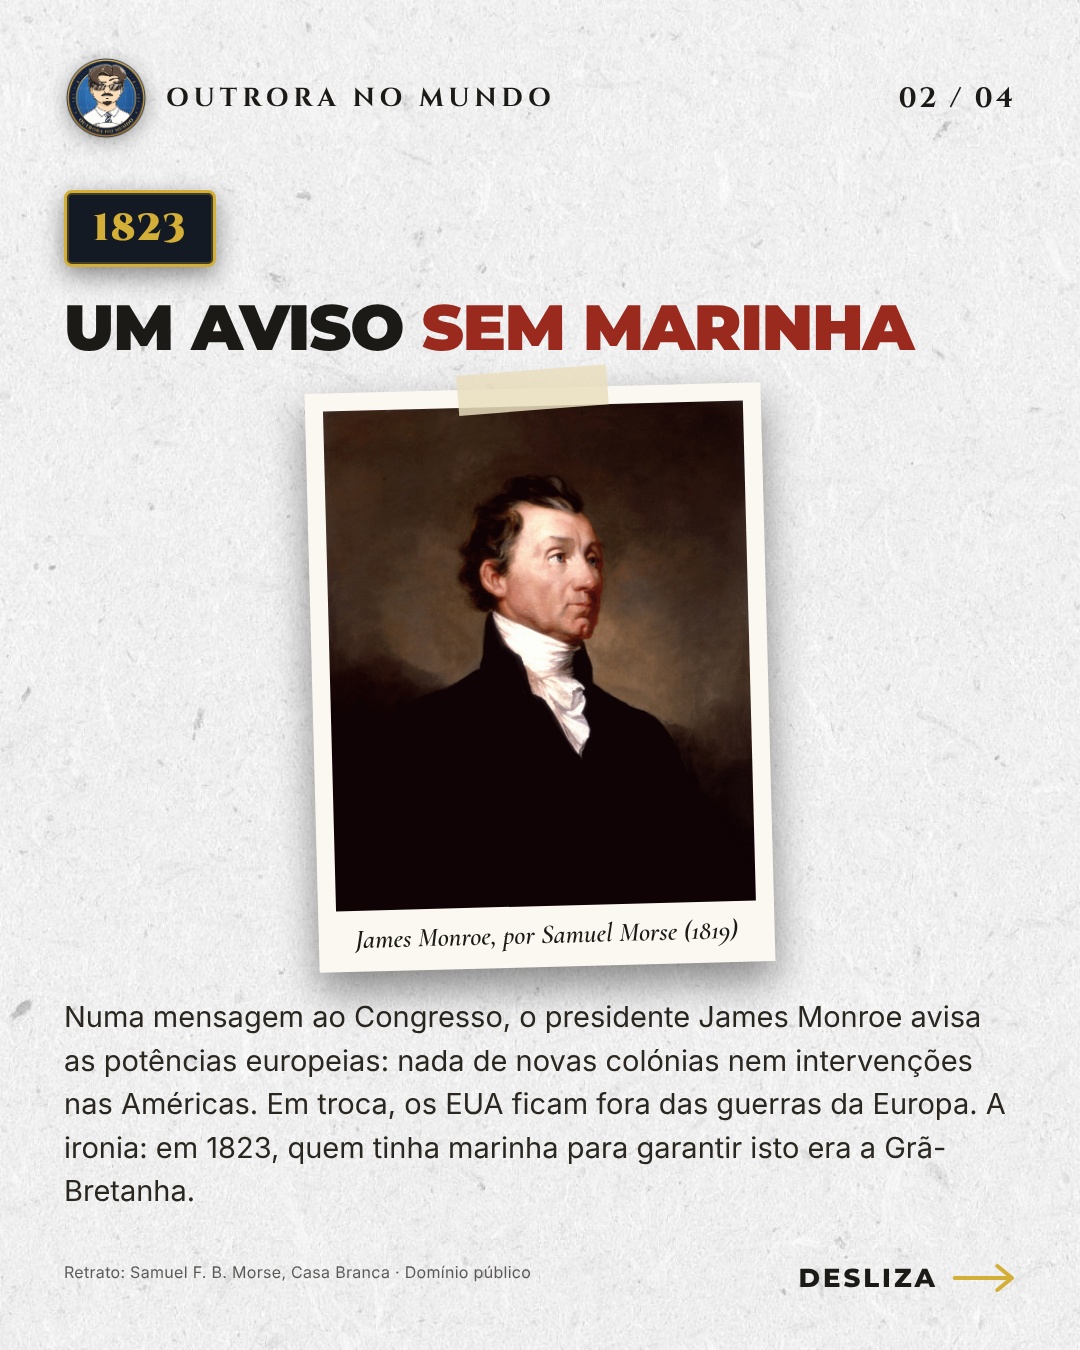 OUTRORA NO MUNDO
02 / 04
1823
UM AVISO SEM MARINHA
James Monroe, por Samuel Morse (1819)
Numa mensagem ao Congresso, o presidente James Monroe avisa
as potências europeias: nada de novas colónias nem intervenções
nas Américas. Em troca, os EUA ficam fora das guerras da Europa. A
ironia: em 1823, quem tinha marinha para garantir isto era a Grã-
Bretanha.
Retrato: Samuel F. B. Morse, Casa Branca · Domínio público
DESLIZA